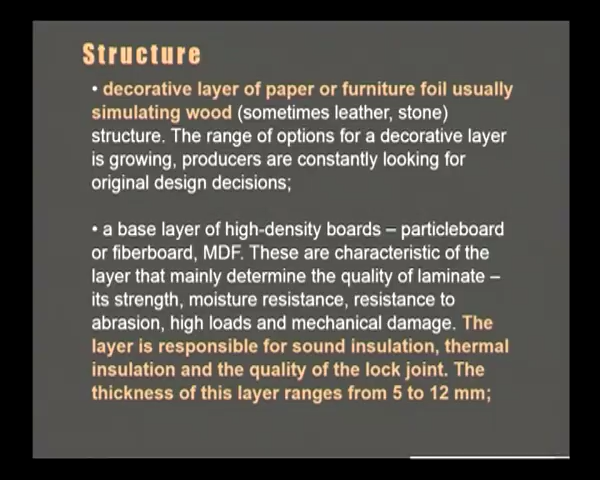 Structure
• decorative layer of paper or furniture foil usually
simulating wood (sometimes leather, stone)
structure. The range of options for a decorative layer
is growing, producers are constantly looking for
original design decisions;
• a base layer of high-density boards – particleboard
or fiberboard, MDF. These are characteristic of the
layer that mainly determine the quality of laminate –
its strength, moisture resistance, resistance to
abrasion, high loads and mechanical damage. The
layer is responsible for sound insulation, thermal
insulation and the quality of the lock joint. The
thickness of this layer ranges from 5 to 12 mm;